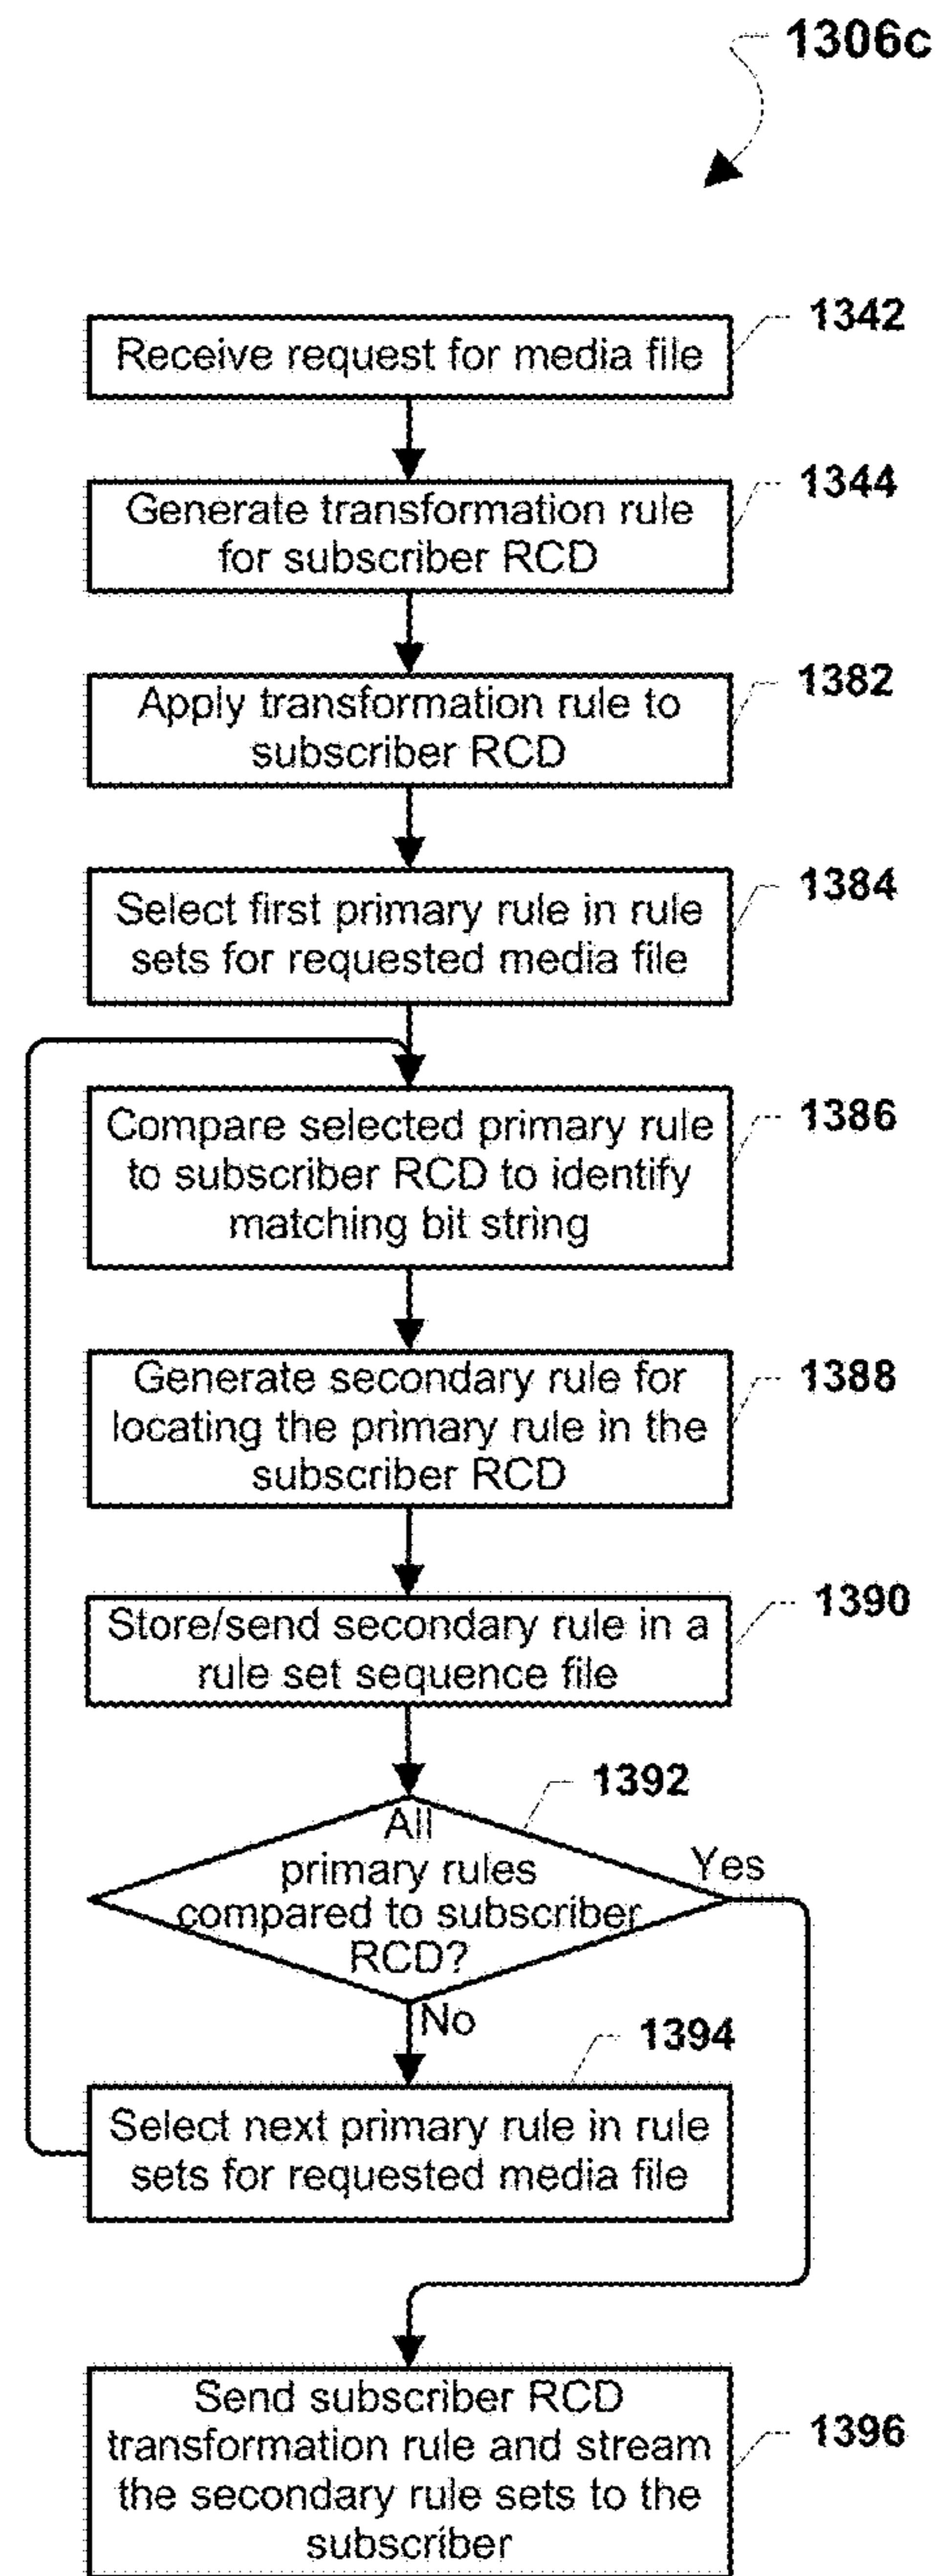 1306c
1342
Receive request for media file
1344
Generate transformation rule
for subscriber RCD
1382
Apply transformation rule to
subscriber RCD
1384
Select first primary rule in rule
sets for requested media file
1386
Compare selected primary rule
to subscriber RCD to identify
matching bit string
1388
Generate secondary rule for
locating the primary rule in the
subscriber RCD
1390
Store/send secondary rule in a
rule set sequence file
1392
All
primary rules
compared to subscriber
RCD?
Yes
No
1394
Select next primary rule in rule
sets for requested media file
1396
Send subscriber RCD
transformation rule and stream
the secondary rule sets to the
subscriber